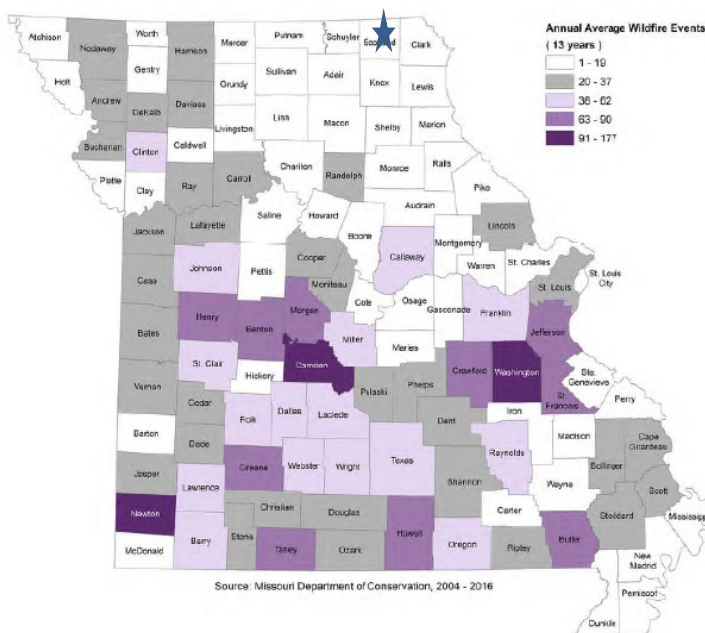 Annual Average Wildfire Events
( 13 years )
1 - 19
20 - 37
38 - 62
63 - 90
91 - 177
Atchison
Nodaway
Worth
Harrison
Mercer
Putnam
Schuyler
Scotland
Clark
Holt
Gentry
Sullivan
Adair
Knox
Lewis
Grundy
Andrew
DeKalb
Daviess
Livingston
Linn
Macon
Shelby
Marion
Buchanan
Clinton
Caldwell
Chariton
Randolph
Monroe
Ralls
Platte
Clay
Ray
Carroll
Pike
Audrain
Saline
Howard
Boone
Jackson
Lafayette
Montgomery
Lincoln
Cooper
Callaway
Warren
St. Charles
Johnson
Pettis
Moniteau
St. Louis
City
St. Louis
Cass
Cole
Osage
Gasconade
Franklin
Henry
Benton
Morgan
Miller
Jefferson
Bates
Maries
St. Clair
Camden
Crawford
Washington
Ste.
Genevieve
Hickory
Pulaski
Phelps
St.
Francois
Perry
Vernon
Cedar
Polk
Dallas
Laclede
Dent
Iron
Madison
Cape
Girardeau
Barton
Dade
Reynolds
Bollinger
Jasper
Greene
Webster
Wright
Texas
Shannon
Wayne
Scott
Lawrence
Carter
Stoddard
Mississippi
Newton
Christian
Douglas
Howell
Butler
McDonald
Barry
Stone
Taney
Ozark
Oregon
Ripley
New
Madrid
Pemiscot
Dunklin
Source: Missouri Department of Conservation, 2004 - 2016